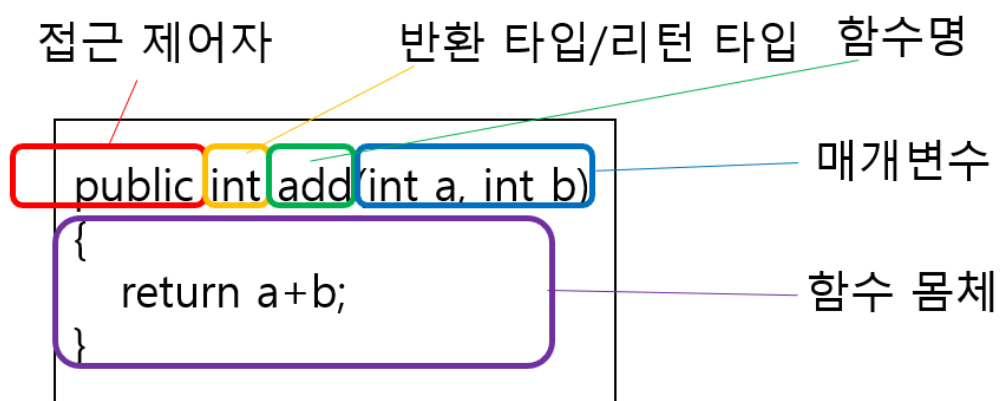 접근 제어자 반환 타입/리턴 타입 함수명
public int add(int a, int b) 매개변수
{
return a+b; 함수 몸체
}